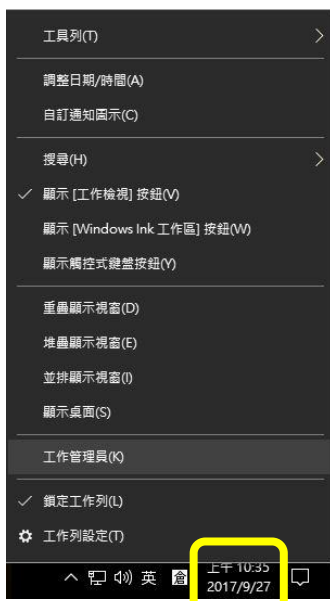 工具列(T)
調整日期/時間(A)
自訂通知圖示(C)
搜尋(H)
顯示 [工作檢視] 按鈕(V)
顯示 [Windows Ink 工作區] 按鈕(W)
顯示觸控式鍵盤按鈕(Y)
重疊顯示視窗(D)
堆疊顯示視窗(E)
並排顯示視窗(I)
顯示桌面(S)
工作管理員(K)
鎖定工作列(L)
工作列設定(T)
上午 10:35
英 倉
2017/9/27